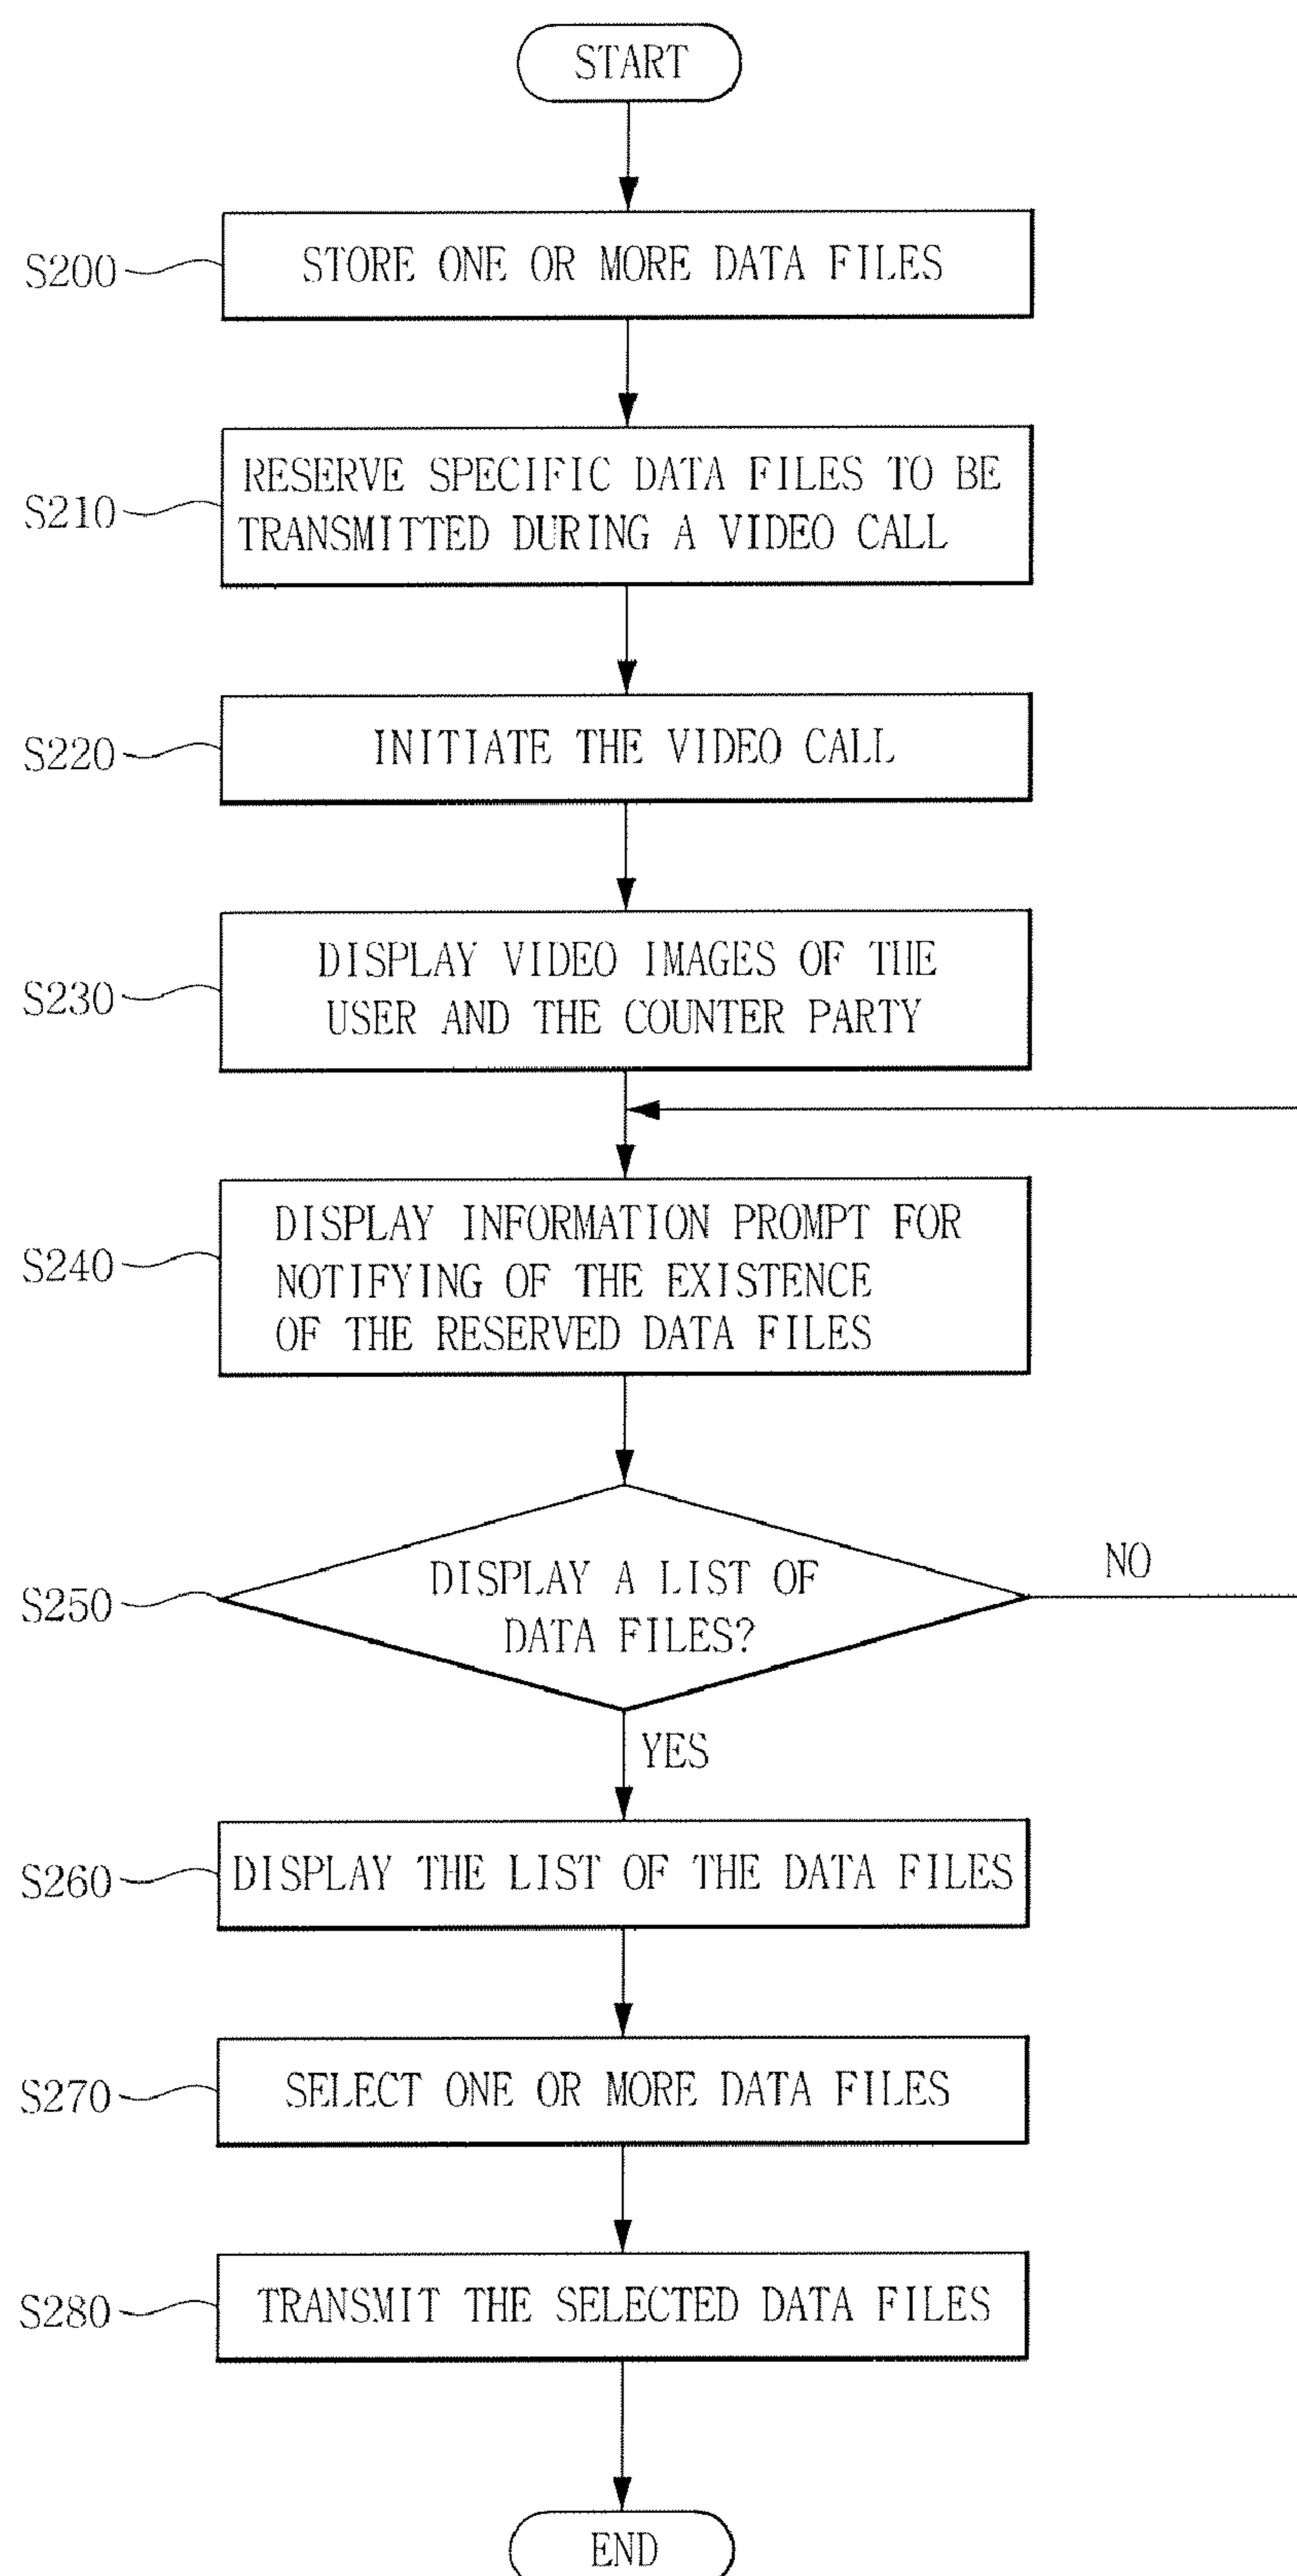 START
S200
STORE ONE OR MORE DATA FILES
S210
RESERVE SPECIFIC DATA FILES TO BE
TRANSMITTED DURING A VIDEO CALL
S220
INITIATE THE VIDEO CALL
S230
DISPLAY VIDEO IMAGES OF THE
USER AND THE COUNTER PARTY
S240
DISPLAY INFORMATION PROMPT FOR
NOTIFYING OF THE EXISTENCE
OF THE RESERVED DATA FILES
S250
DISPLAY A LIST OF
DATA FILES?
NO
YES
S260
DISPLAY THE LIST OF THE DATA FILES
S270
SELECT ONE OR MORE DATA FILES
S280
TRANSMIT THE SELECTED DATA FILES
END